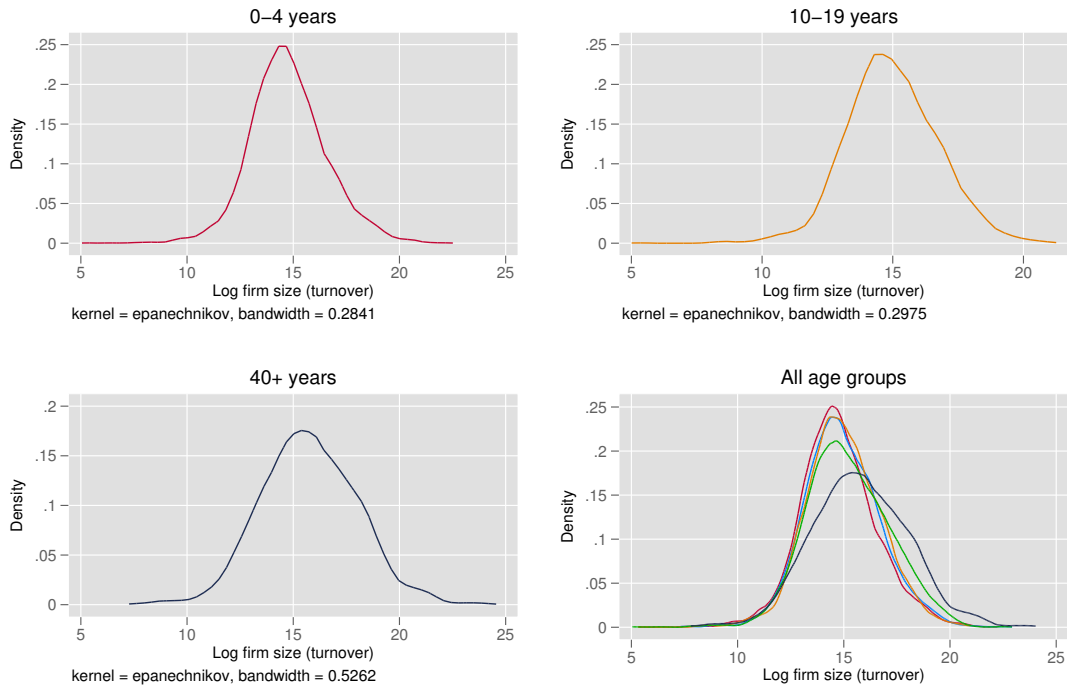 0−4 years
.25
.2
.15
.1
.05
0
Density
5 10 15 20 25
Log firm size (turnover)
kernel = epanechnikov, bandwidth = 0.2841
10−19 years
.25
.2
.15
.1
.05
0
Density
5 10 15 20
Log firm size (turnover)
kernel = epanechnikov, bandwidth = 0.2975
40+ years
.2
.15
.1
.05
0
Density
5 10 15 20 25
Log firm size (turnover)
kernel = epanechnikov, bandwidth = 0.5262
All age groups
.25
.2
.15
.1
.05
0
Density
5 10 15 20 25
Log firm size (turnover)